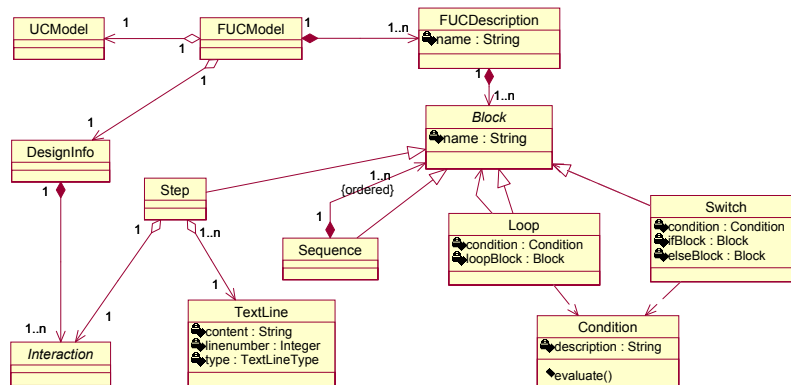 UCModel
1
1
FUCModel
1
1..n
FUCDescription
name : String
1
1
1
1..n
Block
name : String
DesignInfo
1
Step
1..n
{ordered}
1
1..n
1
Sequence
Loop
condition : Condition
loopBlock : Block
Switch
condition : Condition
ifBlock : Block
elseBlock : Block
1
1
1..n
Interaction
TextLine
content : String
linenumber : Integer
type : TextLineType
Condition
description : String
evaluate()